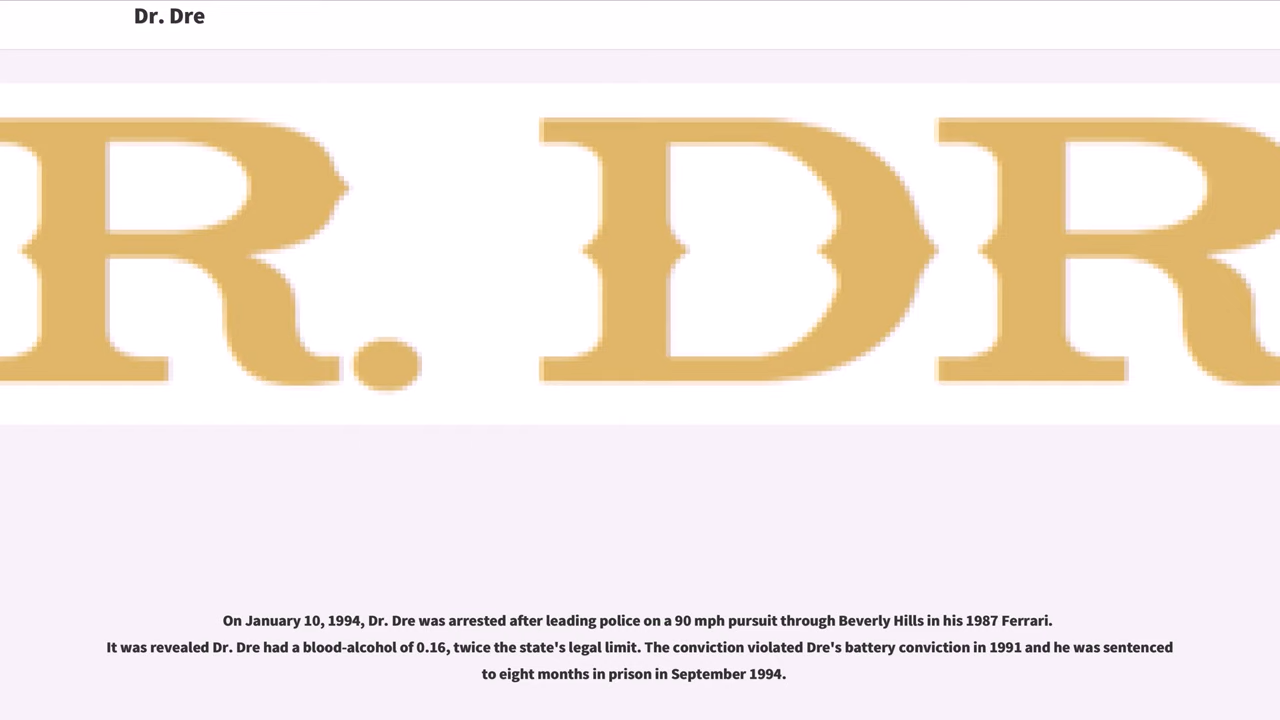 Dr. Dre
R. DR
On January 10, 1994, Dr. Dre was arrested after leading police on a 90 mph pursuit through Beverly Hills in his 1987 Ferrari.
It was revealed Dr. Dre had a blood-alcohol of 0.16, twice the state's legal limit. The conviction violated Dre's battery conviction in 1991 and he was sentenced
to eight months in prison in September 1994.